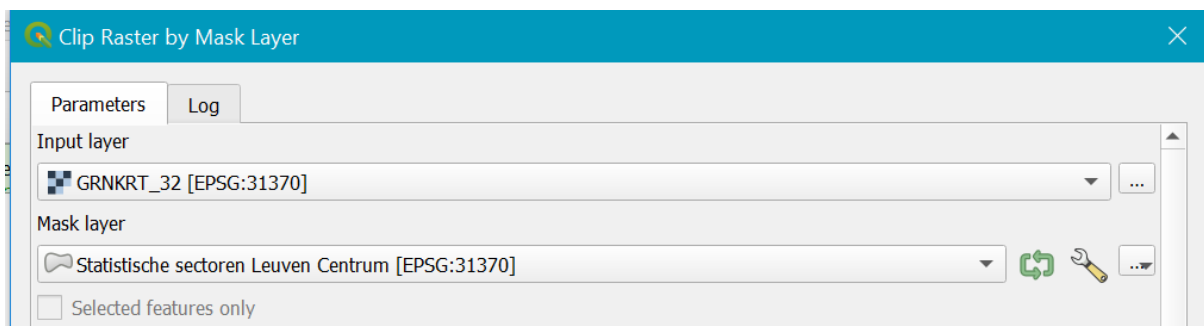 Clip Raster by Mask Layer
Parameters Log
Input layer
GRNKRT_32 [EPSG:31370]
...
Mask layer
Statistische sectoren Leuven Centrum [EPSG:31370]
...
Selected features only